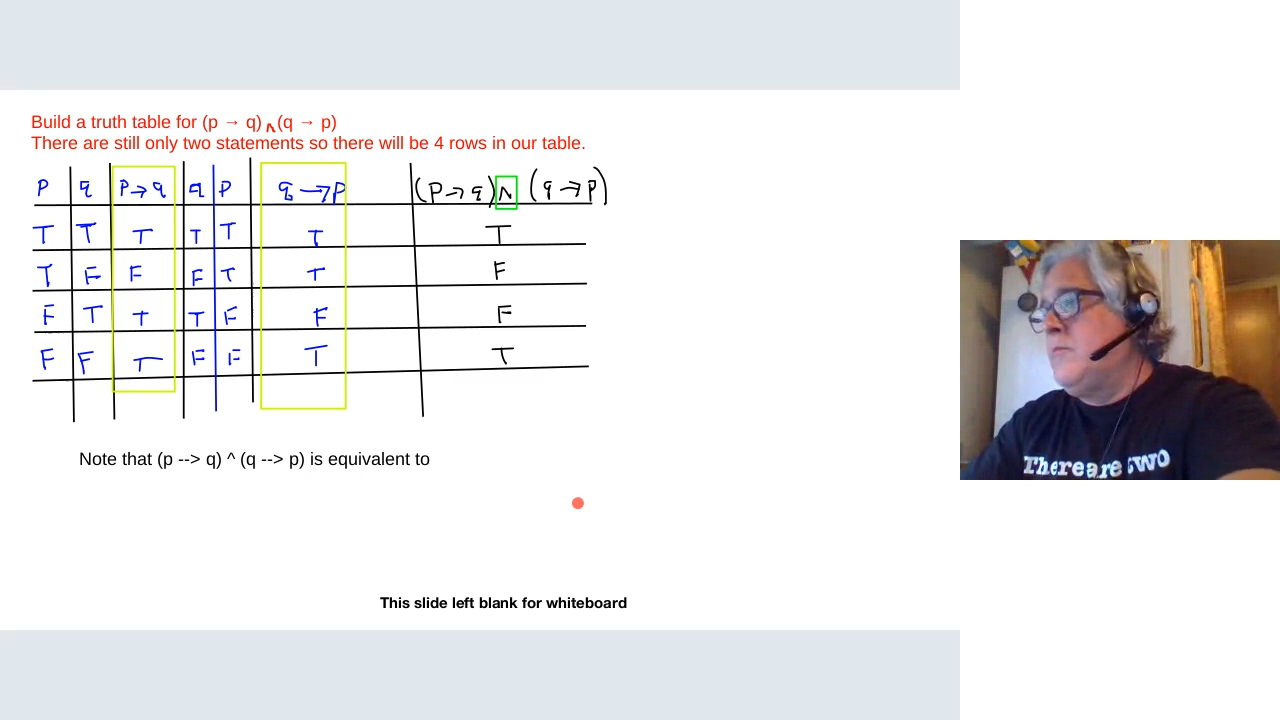 Build a truth table for (p → q) ∧ (q → p)
There are still only two statements so there will be 4 rows in our table.
P q P→q q P q→P (P→q) ∧ (q→P)
T T T T T T T
T F F F T T F
F T T T F F F
F F T F F T T
Note that (p --> q) ^ (q --> p) is equivalent to
This slide left blank for whiteboard
There are two